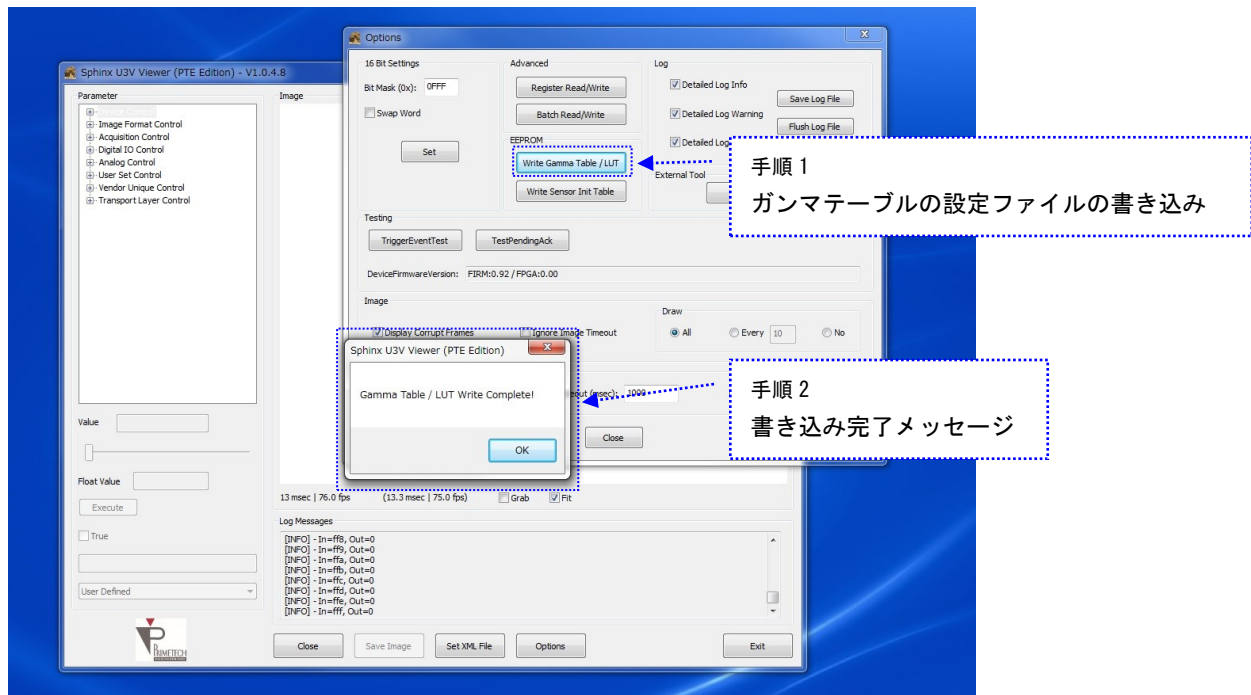 Options
16 Bit Settings
Bit Mask (0x): 0FFF
Swap Word
Set
Advanced
Register Read/Write
Batch Read/Write
EEPROM
Write Gamma Table / LUT
Write Sensor Init Table
Log
Detailed Log Info
Detailed Log Warning
Detailed Log
Save Log File
Flush Log File
External Tool
手順 1
ガンマテーブルの設定ファイルの書き込み
Testing
TriggerEventTest
TestPendingAck
DeviceFirmwareVersion: FIRM:0.92 / FPGA:0.00
Image
Display Corrupt Frames
Ignore Image Timeout
Draw
All
Every 10
No
(msec): 1000
Close
Sphinx U3V Viewer (PTE Edition)
Gamma Table / LUT Write Complete!
OK
手順 2
書き込み完了メッセージ
Sphinx U3V Viewer (PTE Edition) - V1.0.4.8
Parameter
Image Format Control
Acquisition Control
Digital IO Control
Analog Control
User Set Control
Vendor Unique Control
Transport Layer Control
Image
Value
Float Value
Execute
True
User Defined
13 msec | 76.0 fps (13.3 msec | 75.0 fps)
Grab
Fit
Log Messages
[INFO] - In=ff8, Out=0
[INFO] - In=ff9, Out=0
[INFO] - In=ffa, Out=0
[INFO] - In=ffb, Out=0
[INFO] - In=ffc, Out=0
[INFO] - In=ffd, Out=0
[INFO] - In=ffe, Out=0
[INFO] - In=fff, Out=0
PRIMETECH
Close
Save Image
Set XML File
Options
Exit